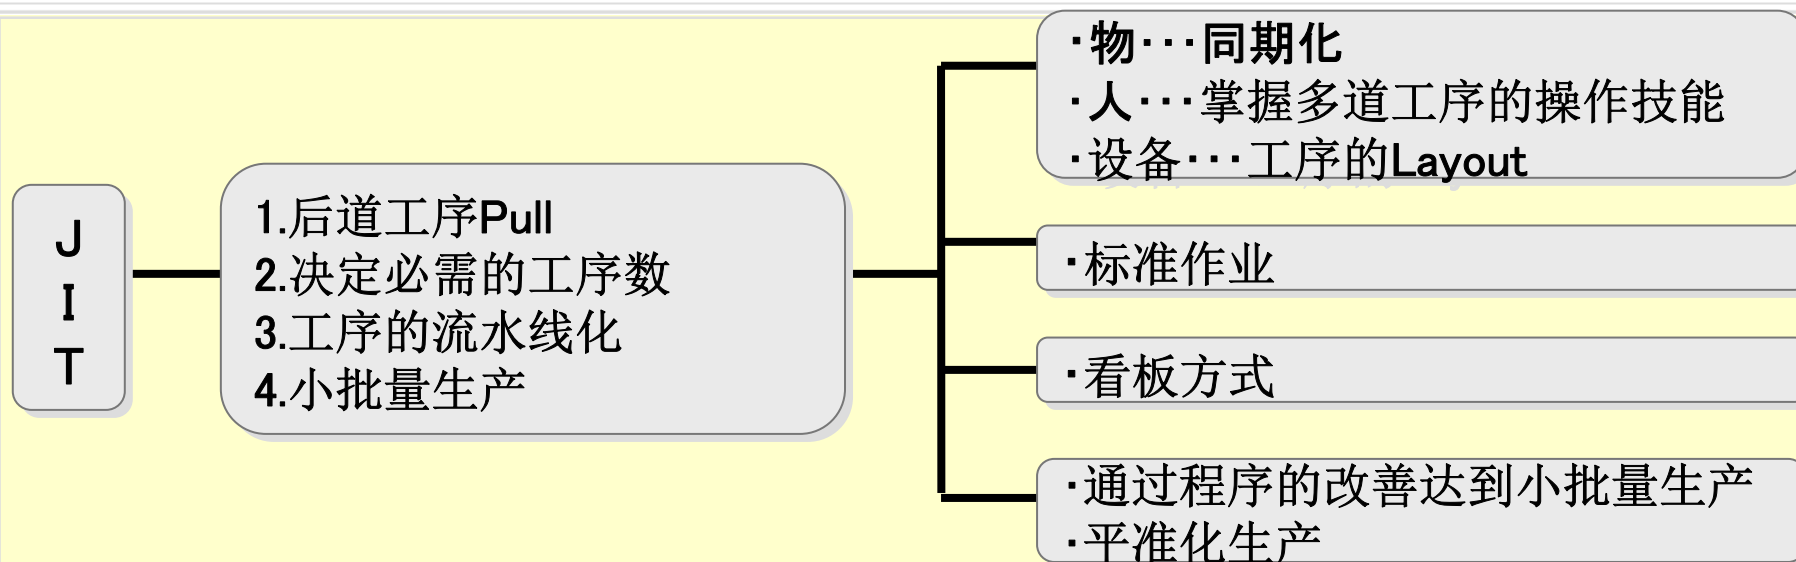 J
I
T
1.后道工序Pull
2.决定必需的工序数
3.工序的流水线化
4.小批量生产
·物···同期化
·人···掌握多道工序的操作技能
·设备···工序的Layout
·标准作业
·看板方式
·通过程序的改善达到小批量生产
·平准化生产